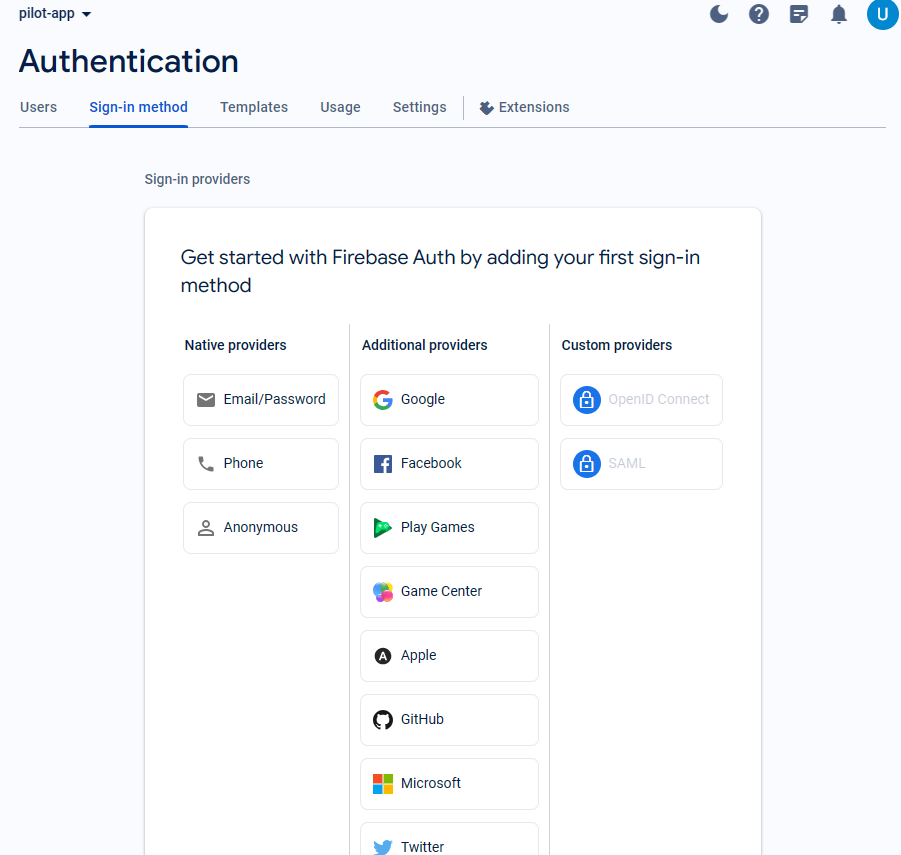 pilot-app
U
Authentication
Users
Sign-in method
Templates
Usage
Settings
Extensions
Sign-in providers
Get started with Firebase Auth by adding your first sign-in
method
Native providers
Email/Password
Phone
Anonymous
Additional providers
Google
Facebook
Play Games
Game Center
Apple
GitHub
Microsoft
Twitter
Custom providers
OpenID Connect
SAML